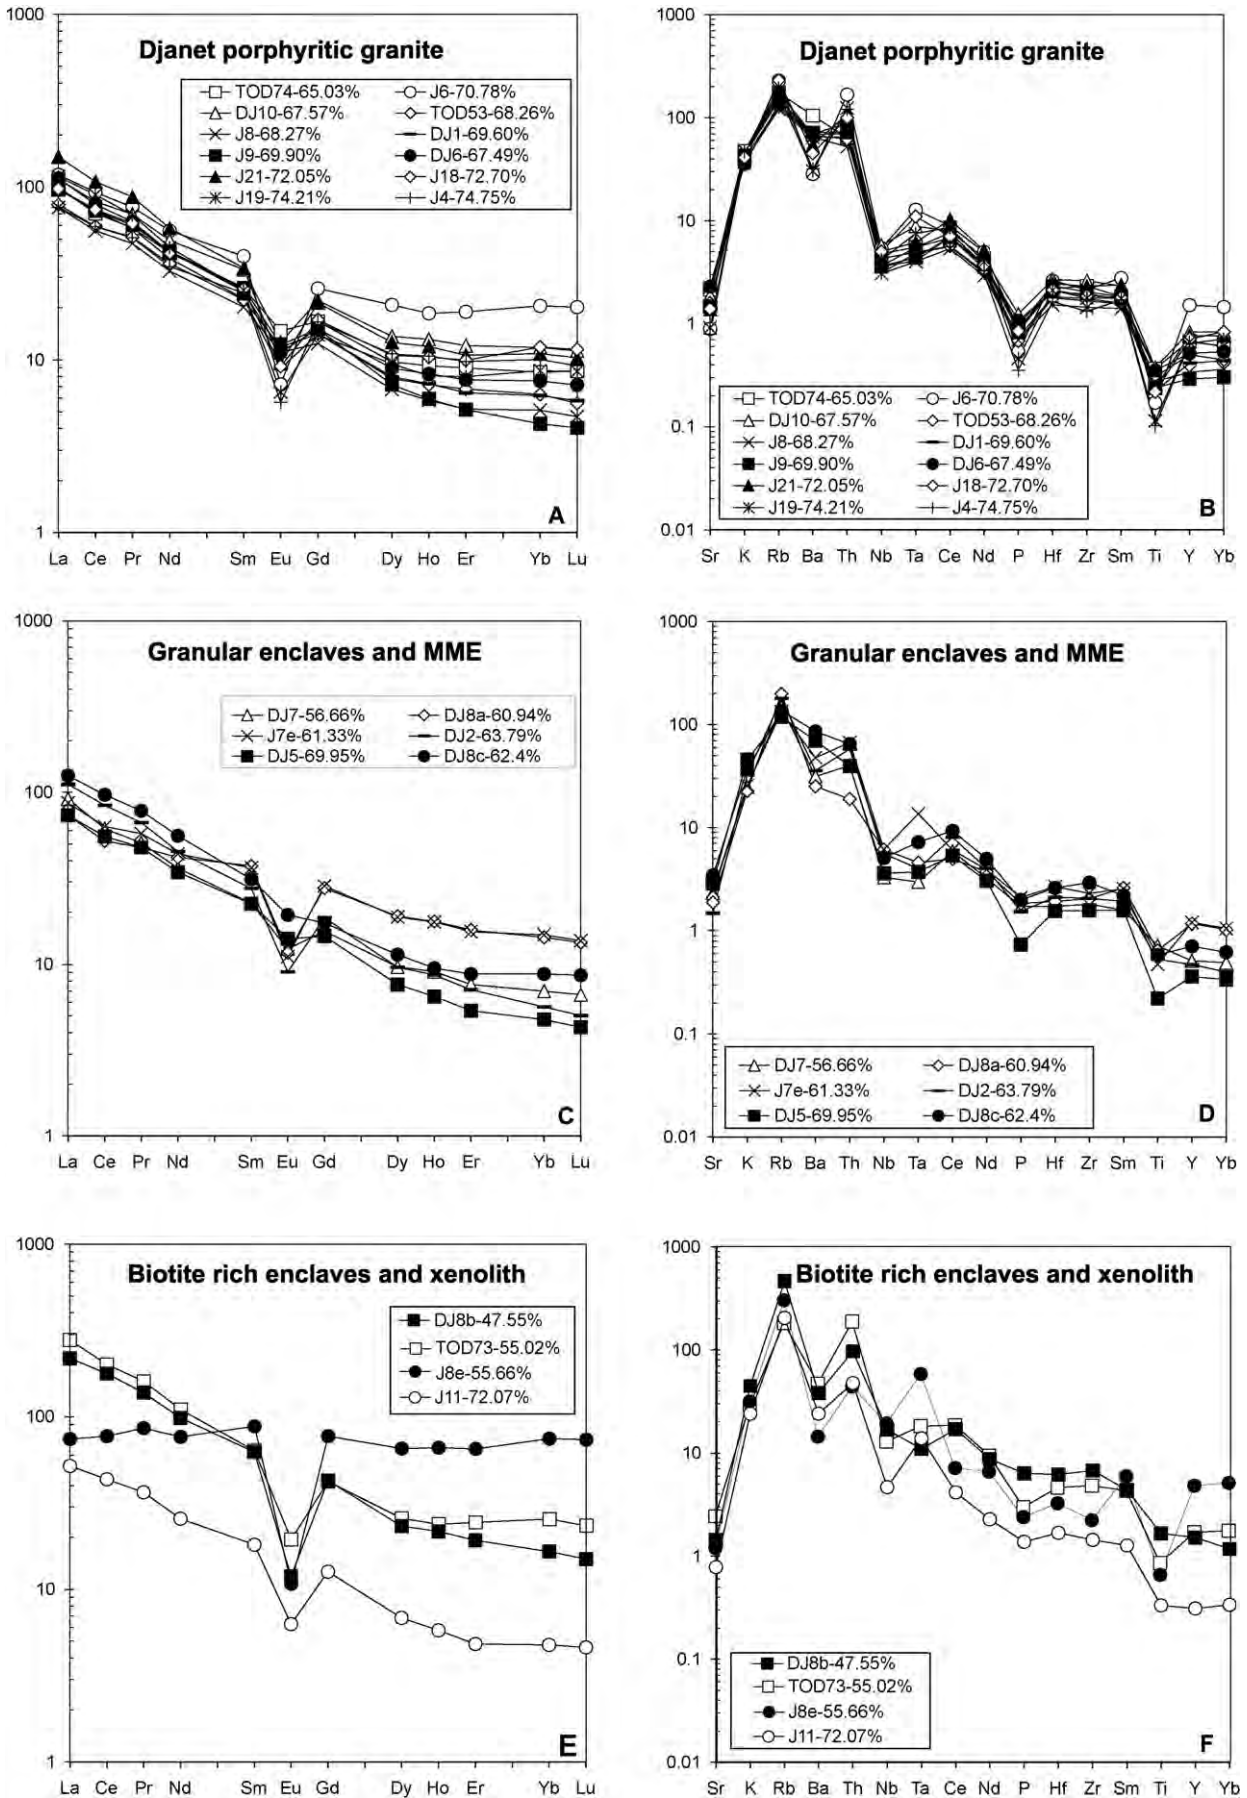 Djanet porphyritic granite
1000
100
10
1
TOD74-65.03% J6-70.78%
DJ10-67.57% TOD53-68.26%
J8-68.27% DJ1-69.60%
J9-69.90% DJ6-67.49%
J21-72.05% J18-72.70%
J19-74.21% J4-74.75%
A
La Ce Pr Nd Sm Eu Gd Dy Ho Er Yb Lu
Djanet porphyritic granite
1000
100
10
1
0.1
0.01
TOD74-65.03% J6-70.78%
DJ10-67.57% TOD53-68.26%
J8-68.27% DJ1-69.60%
J9-69.90% DJ6-67.49%
J21-72.05% J18-72.70%
J19-74.21% J4-74.75%
B
Sr K Rb Ba Th Nb Ta Ce Nd P Hf Zr Sm Ti Y Yb
Granular enclaves and MME
1000
100
10
1
DJ7-56.66% DJ8a-60.94%
J7e-61.33% DJ2-63.79%
DJ5-69.95% DJ8c-62.4%
C
La Ce Pr Nd Sm Eu Gd Dy Ho Er Yb Lu
Granular enclaves and MME
1000
100
10
1
0.1
0.01
DJ7-56.66% DJ8a-60.94%
J7e-61.33% DJ2-63.79%
DJ5-69.95% DJ8c-62.4%
D
Sr K Rb Ba Th Nb Ta Ce Nd P Hf Zr Sm Ti Y Yb
Biotite rich enclaves and xenolith
1000
100
10
1
DJ8b-47.55%
TOD73-55.02%
J8e-55.66%
J11-72.07%
E
La Ce Pr Nd Sm Eu Gd Dy Ho Er Yb Lu
Biotite rich enclaves and xenolith
1000
100
10
1
0.1
0.01
DJ8b-47.55%
TOD73-55.02%
J8e-55.66%
J11-72.07%
F
Sr K Rb Ba Th Nb Ta Ce Nd P Hf Zr Sm Ti Y Yb